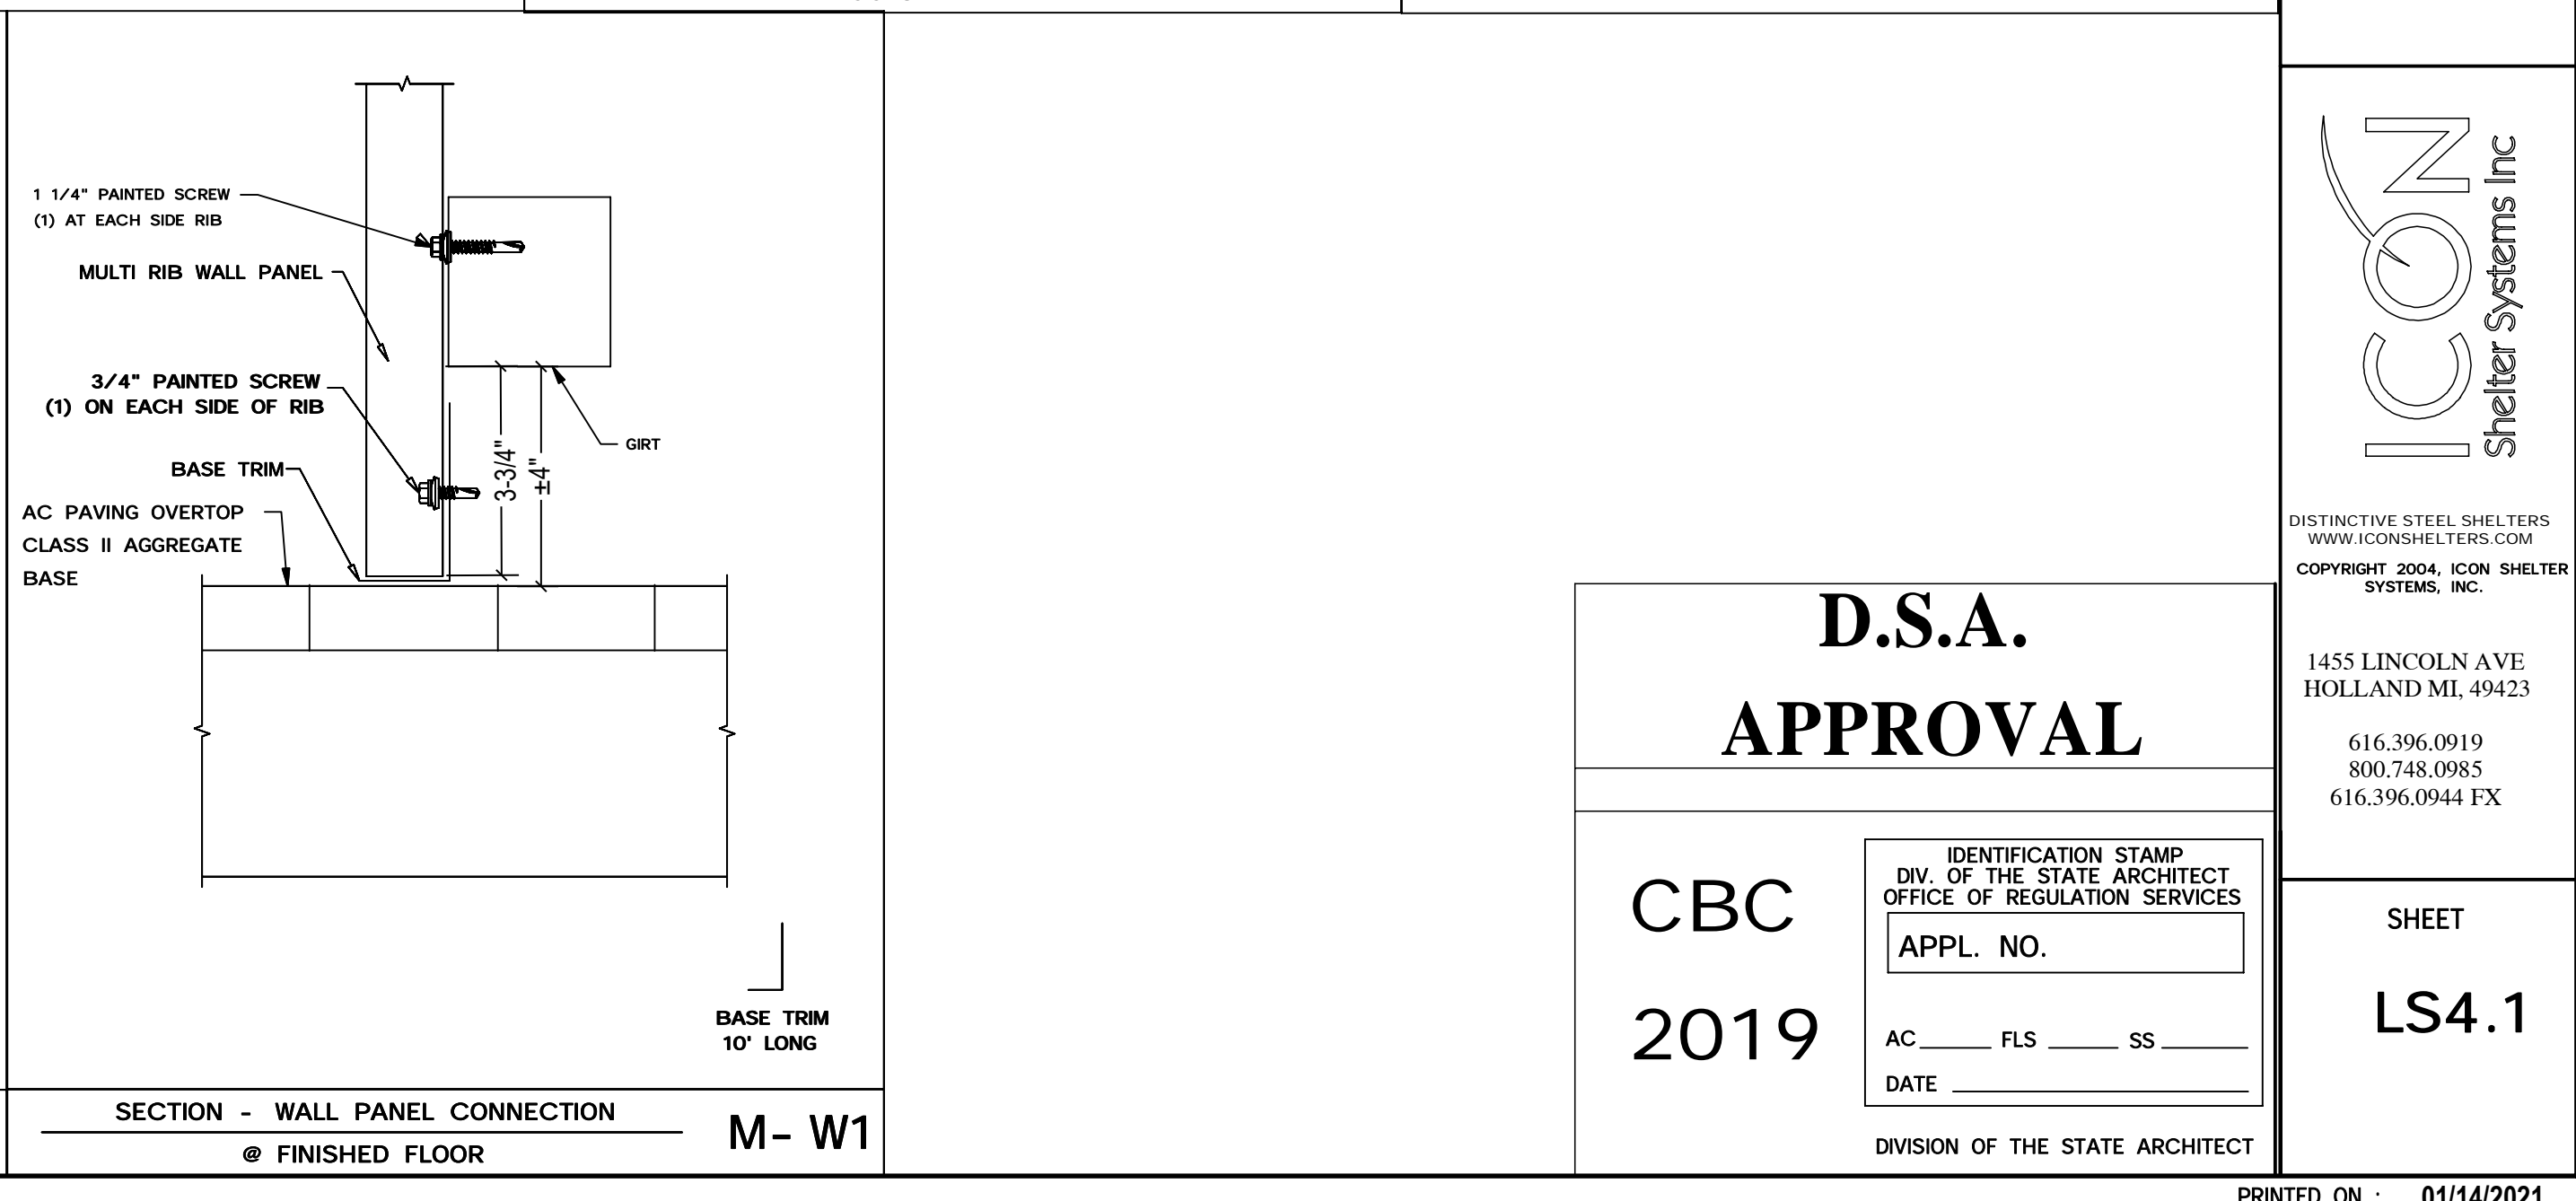 1 1/4" PAINTED SCREW
(1) AT EACH SIDE RIB
MULTI RIB WALL PANEL
3/4" PAINTED SCREW
(1) ON EACH SIDE OF RIB
BASE TRIM
AC PAVING OVERTOP
CLASS II AGGREGATE
BASE
3-3/4"
±4"
GIRT
BASE TRIM
10' LONG
SECTION - WALL PANEL CONNECTION
@ FINISHED FLOOR
M- W1
D.S.A.
APPROVAL
CBC
2019
IDENTIFICATION STAMP
DIV. OF THE STATE ARCHITECT
OFFICE OF REGULATION SERVICES
APPL. NO.
AC FLS SS
DATE
DIVISION OF THE STATE ARCHITECT
ICON
Shelter Systems Inc
DISTINCTIVE STEEL SHELTERS
WWW.ICONSHELTERS.COM
COPYRIGHT 2004, ICON SHELTER
SYSTEMS, INC.
1455 LINCOLN AVE
HOLLAND MI, 49423
616.396.0919
800.748.0985
616.396.0944 FX
SHEET
LS4.1
PRINTED ON : 01/14/2021